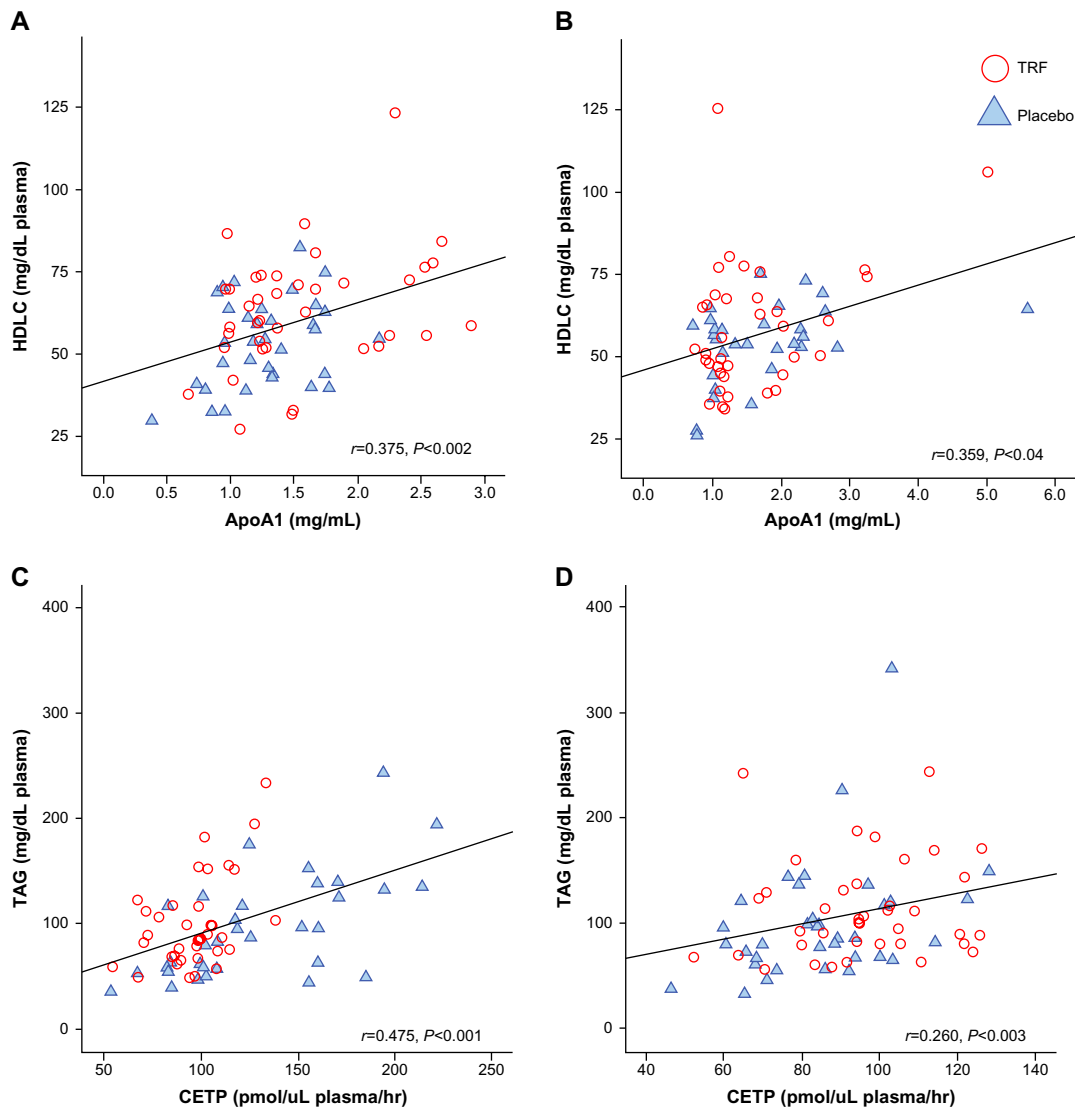 A
HDLC (mg/dL plasma)
125
100
75
50
25
r=0.375, P<0.002
0.0 0.5 1.0 1.5 2.0 2.5 3.0
ApoA1 (mg/mL)
B
TRF
Placebo
HDLC (mg/dL plasma)
125
100
75
50
25
r=0.359, P<0.04
0.0 1.0 2.0 3.0 4.0 5.0 6.0
ApoA1 (mg/mL)
C
TAG (mg/dL plasma)
400
300
200
100
0
r=0.475, P<0.001
50 100 150 200 250
CETP (pmol/uL plasma/hr)
D
TAG (mg/dL plasma)
400
300
200
100
0
r=0.260, P<0.003
40 60 80 100 120 140
CETP (pmol/uL plasma/hr)